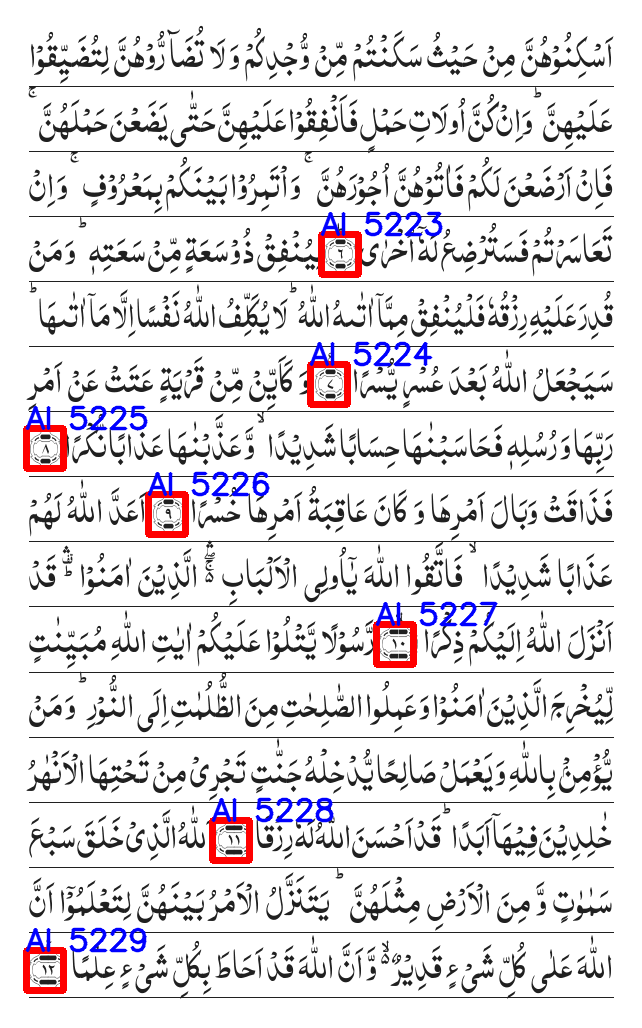 اَسْكِنُوْهُنَّ مِنْ حَيْثُ سَكَنْتُمْ مِّنْ وُّجْدِكُمْ وَ لَا تُضَآرُّوْهُنَّ لِتُضَيِّقُوْا
عَلَيْهِنَّ ؕ وَاِنْ كُنَّ اُولَاتِ حَمْلٍ فَاَنْفِقُوْا عَلَيْهِنَّ حَتّٰى يَضَعْنَ حَمْلَهُنَّ ۚ
فَاِنْ اَرْضَعْنَ لَكُمْ فَاٰتُوْهُنَّ اُجُوْرَهُنَّ ۚ وَاْتَمِرُوْا بَيْنَكُمْ بِمَعْرُوْفٍ ۚ وَاِنْ
AI 5223
تَعَاسَرْتُمْ فَسَتُرْضِعُ لَهٗۤ اُخْرٰى ٦ لِيُنْفِقْ ذُوْ سَعَةٍ مِّنْ سَعَتِهٖ ؕ وَمَنْ
قُدِرَ عَلَيْهِ رِزْقُهٗ فَلْيُنْفِقْ مِمَّاۤ اٰتٰىهُ اللّٰهُ ؕ لَا يُكَلِّفُ اللّٰهُ نَفْسًا اِلَّا مَاۤ اٰتٰىهَا ؕ
AI 5224
سَيَجْعَلُ اللّٰهُ بَعْدَ عُسْرٍ يُّسْرًا ٧ وَ كَاَيِّنْ مِّنْ قَرْيَةٍ عَتَتْ عَنْ اَمْرِ
AI 5225
رَبِّهَا وَرُسُلِهٖ فَحَاسَبْنٰهَا حِسَابًا شَدِيْدًا ۙ وَّعَذَّبْنٰهَا عَذَابًا نُّكْرًا ٨
AI 5226
فَذَاقَتْ وَبَالَ اَمْرِهَا وَ كَانَ عَاقِبَةُ اَمْرِهَا خُسْرًا ٩ اَعَدَّ اللّٰهُ لَهُمْ
عَذَابًا شَدِيْدًا ۙ فَاتَّقُوا اللّٰهَ يٰۤاُولِى الْاَلْبَابِ ۛۚۖ الَّذِيْنَ اٰمَنُوْا ۛؕ قَدْ
AI 5227
اَنْزَلَ اللّٰهُ اِلَيْكُمْ ذِكْرًا ١٠ رَّسُوْلًا يَّتْلُوْا عَلَيْكُمْ اٰيٰتِ اللّٰهِ مُبَيِّنٰتٍ
لِّيُخْرِجَ الَّذِيْنَ اٰمَنُوْا وَعَمِلُوا الصّٰلِحٰتِ مِنَ الظُّلُمٰتِ اِلَى النُّوْرِ ؕ وَمَنْ
يُّؤْمِنْۢ بِاللّٰهِ وَيَعْمَلْ صَالِحًا يُّدْخِلْهُ جَنّٰتٍ تَجْرِىْ مِنْ تَحْتِهَا الْاَنْهٰرُ
AI 5228
خٰلِدِيْنَ فِيْهَاۤ اَبَدًا ؕ قَدْ اَحْسَنَ اللّٰهُ لَهٗ رِزْقًا ١١ اَللّٰهُ الَّذِىْ خَلَقَ سَبْعَ
سَمٰوٰتٍ وَّ مِنَ الْاَرْضِ مِثْلَهُنَّ ؕ يَتَنَزَّلُ الْاَمْرُ بَيْنَهُنَّ لِتَعْلَمُوْۤا اَنَّ
AI 5229
اللّٰهَ عَلٰى كُلِّ شَىْءٍ قَدِيْرٌ ۙ۬ وَّ اَنَّ اللّٰهَ قَدْ اَحَاطَ بِكُلِّ شَىْءٍ عِلْمًا ١٢